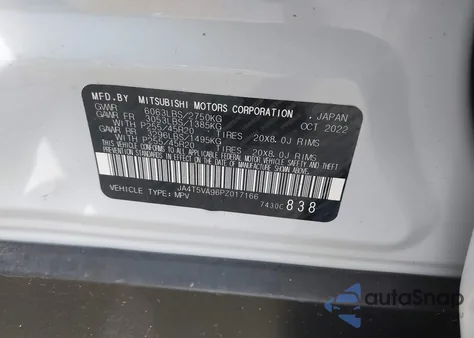 MFD.BY MITSUBISHI MOTORS CORPORATION, JAPAN
GVWR 6063LBS/2750KG OCT 2022
GAWR FR 3053LBS/1385KG
WITH P255/45R20 TIRES 20X8.0J RIMS
GAWR RR 3296LBS/1495KG
WITH P255/45R20 TIRES 20X8.0J RIMS
THIS VEHICLE CONFORMS TO ALL APPLICABLE FEDERAL MOTOR VEHICLE SAFETY AND
THEFT PREVENTION STANDARDS IN EFFECT ON THE DATE OF MANUFACTURE SHOWN ABOVE.
JA4T5VA96PZ017166
VEHICLE TYPE: MPV 7430C 838
autoSnap